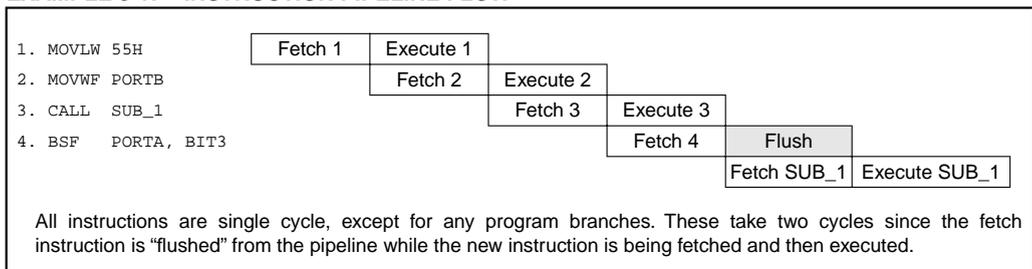 1. MOVLW 55H Fetch 1 Execute 1
2. MOVWF PORTB Fetch 2 Execute 2
3. CALL SUB_1 Fetch 3 Execute 3
4. BSF PORTA, BIT3 Fetch 4 Flush
Fetch SUB_1 Execute SUB_1
All instructions are single cycle, except for any program branches. These take two cycles since the fetch
instruction is “flushed” from the pipeline while the new instruction is being fetched and then executed.